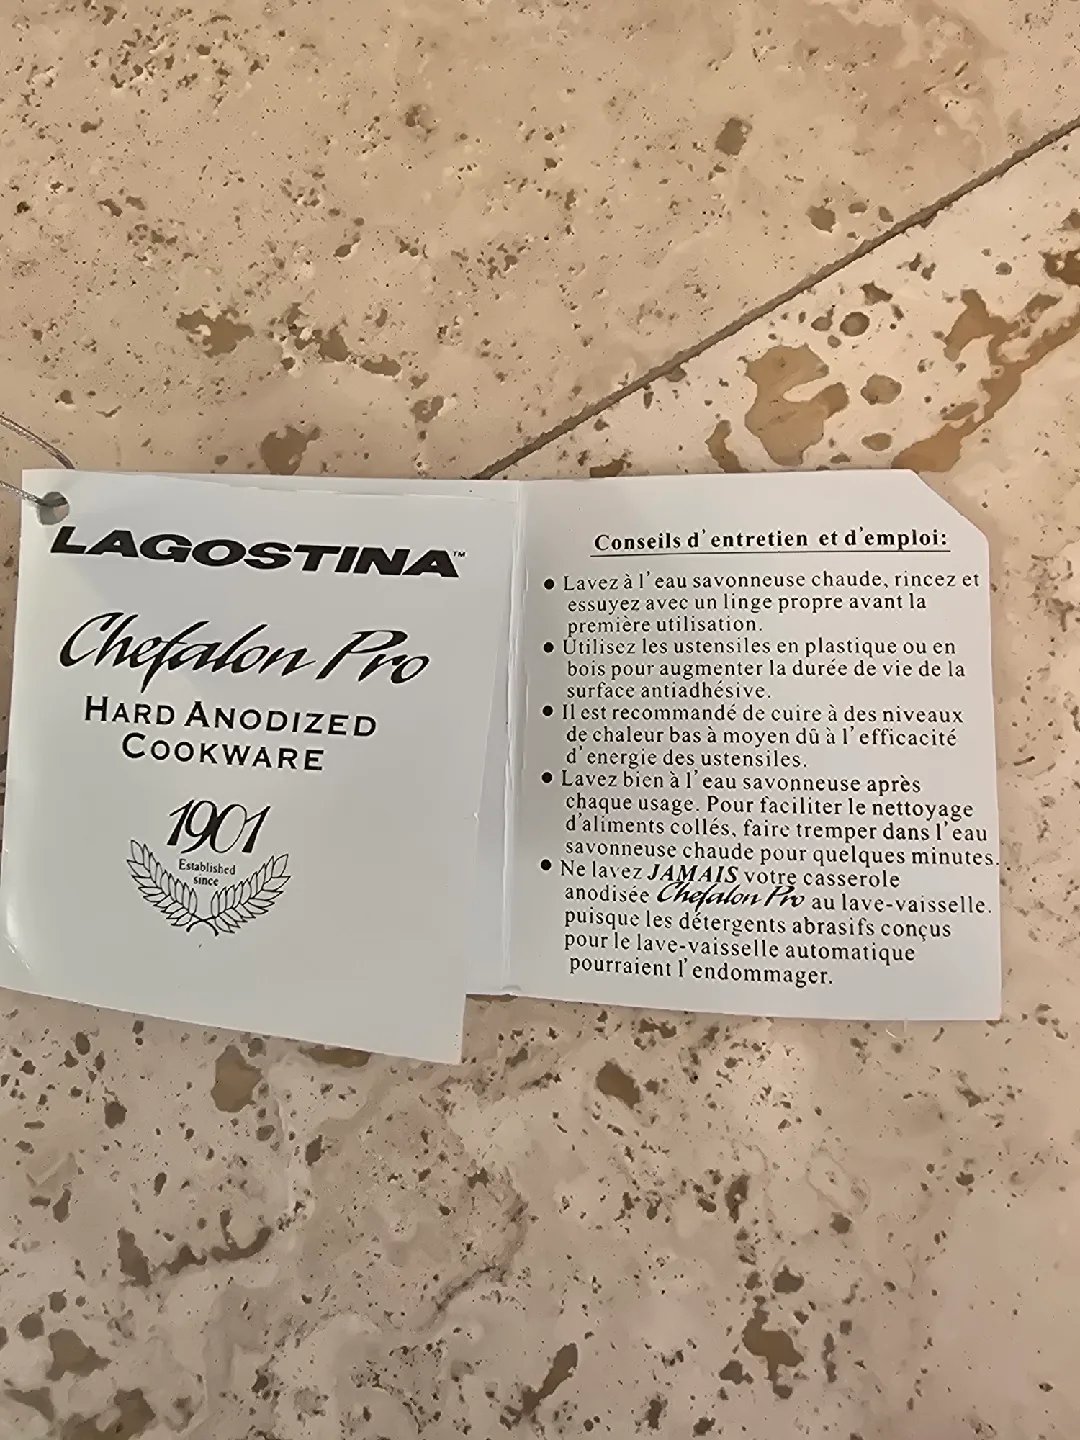 LAGOSTINA™
Chefalon Pro
HARD ANODIZED
COOKWARE
1901
Established
since
Conseils d'entretien et d'emploi:
● Lavez à l'eau savonneuse chaude, rincez et
essuyez avec un linge propre avant la
première utilisation.
● Utilisez les ustensiles en plastique ou en
bois pour augmenter la durée de vie de la
surface antiadhésive.
● Il est recommandé de cuire à des niveaux
de chaleur bas à moyen dû à l'efficacité
d'energie des ustensiles.
● Lavez bien à l'eau savonneuse après
chaque usage. Pour faciliter le nettoyage
d'aliments collés, faire tremper dans l'eau
savonneuse chaude pour quelques minutes.
● Ne lavez JAMAIS votre casserole
anodisée Chefalon Pro au lave-vaisselle.
puisque les détergents abrasifs conçus
pour le lave-vaisselle automatique
pourraient l'endommager.